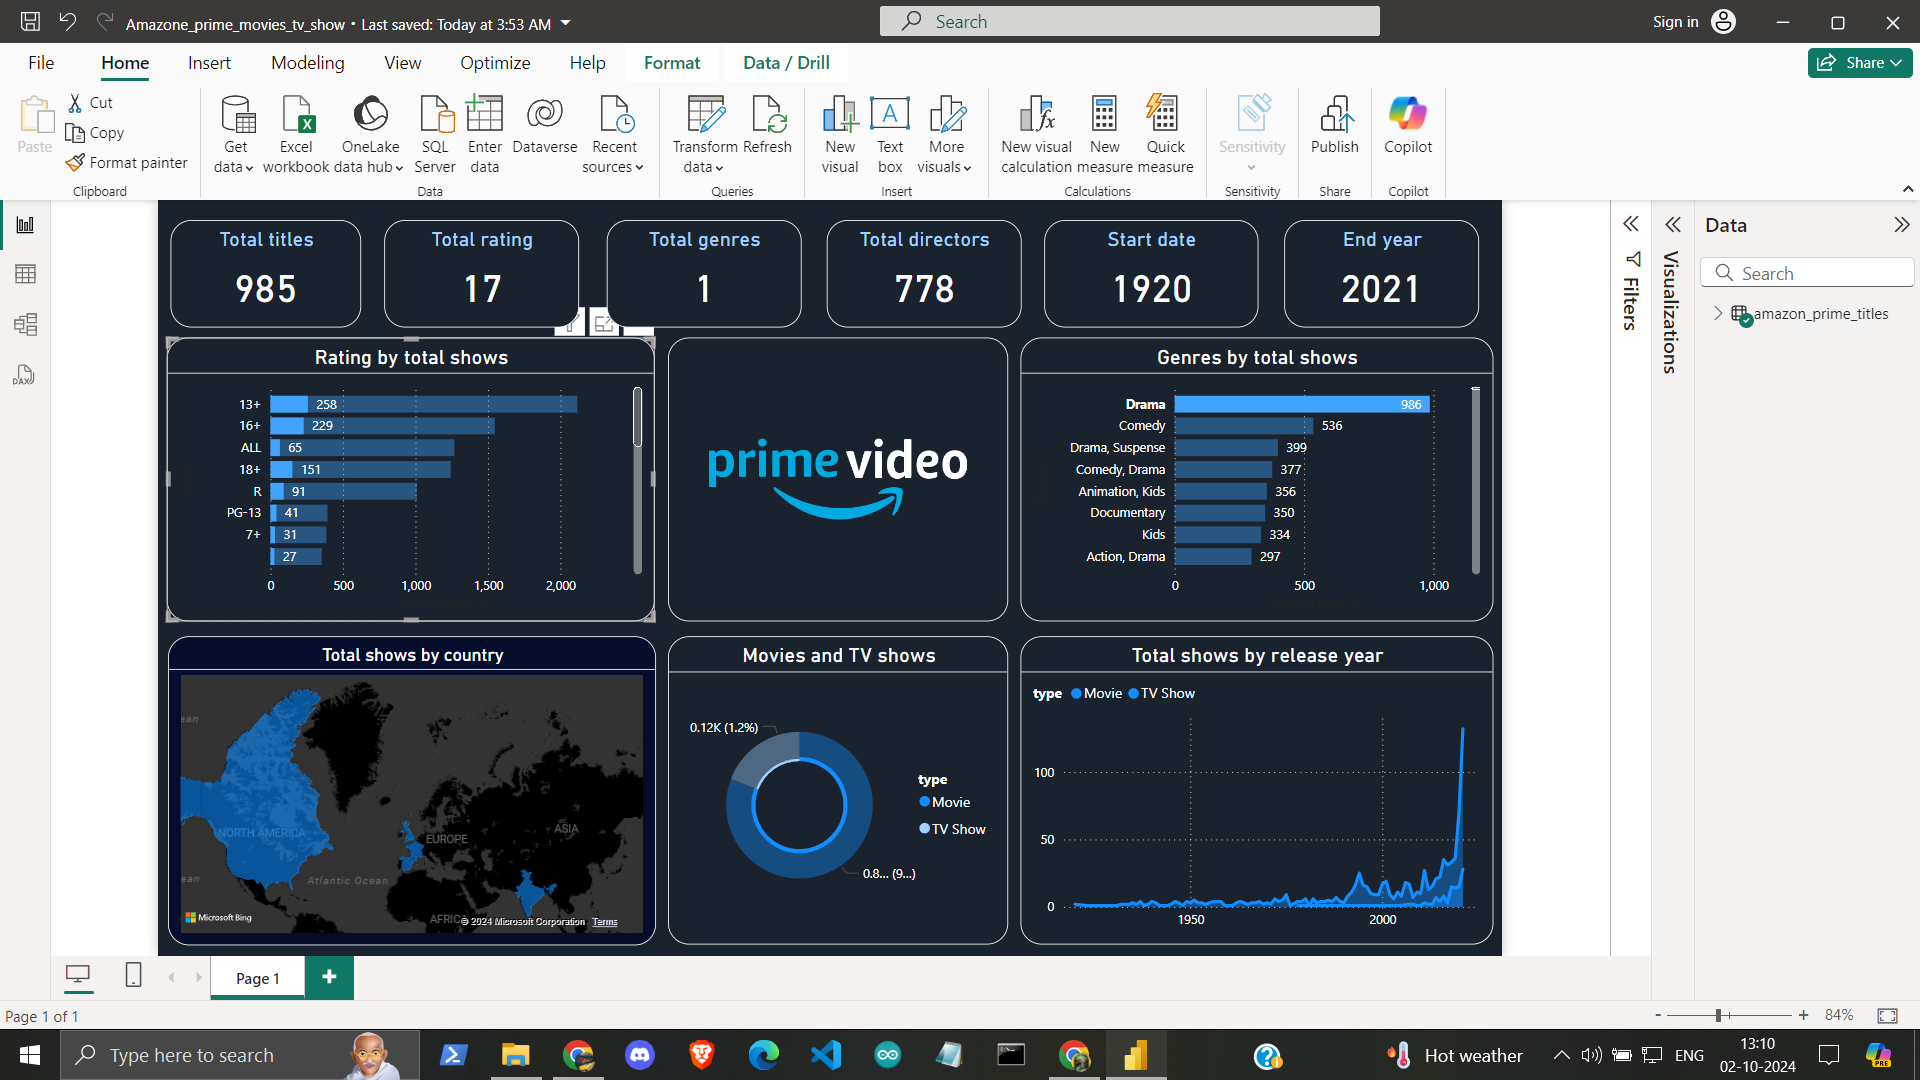 Amazone_prime_movies_tv_show • Last saved: Today at 3:53 AM
Search
Sign in
File
Home
Insert
Modeling
View
Optimize
Help
Format
Data / Drill
Share
Paste
Cut
Copy
Format painter
Clipboard
Get data
Excel workbook
OneLake data hub
SQL Server
Enter data
Dataverse
Recent sources
Data
Transform data
Refresh
Queries
New visual
Text box
More visuals
Insert
New visual calculation
New measure
Quick measure
Calculations
Sensitivity
Sensitivity
Publish
Share
Copilot
Copilot
Total titles
985
Total rating
17
Total genres
1
Total directors
778
Start date
1920
End year
2021
Rating by total shows
13+ 258
16+ 229
ALL 65
18+ 151
R 91
PG-13 41
7+ 31
27
0 500 1,000 1,500 2,000
prime video
Genres by total shows
Drama 986
Comedy 536
Drama, Suspense 399
Comedy, Drama 377
Animation, Kids 356
Documentary 350
Kids 334
Action, Drama 297
0 500 1,000
Total shows by country
ean
NORTH AMERICA
EUROPE
ASIA
ean
Atlantic Ocean
AFRIC
Microsoft Bing
© 2024 Microsoft Corporation Terms
Movies and TV shows
0.12K (1.2%)
0.8... (9...)
type
Movie
TV Show
Total shows by release year
type Movie TV Show
100
50
0
1950 2000
Filters
Visualizations
Data
Search
amazon_prime_titles
DAX
Page 1
Page 1 of 1
- + 84%
Type here to search
Hot weather
ENG
13:10
02-10-2024
PRE